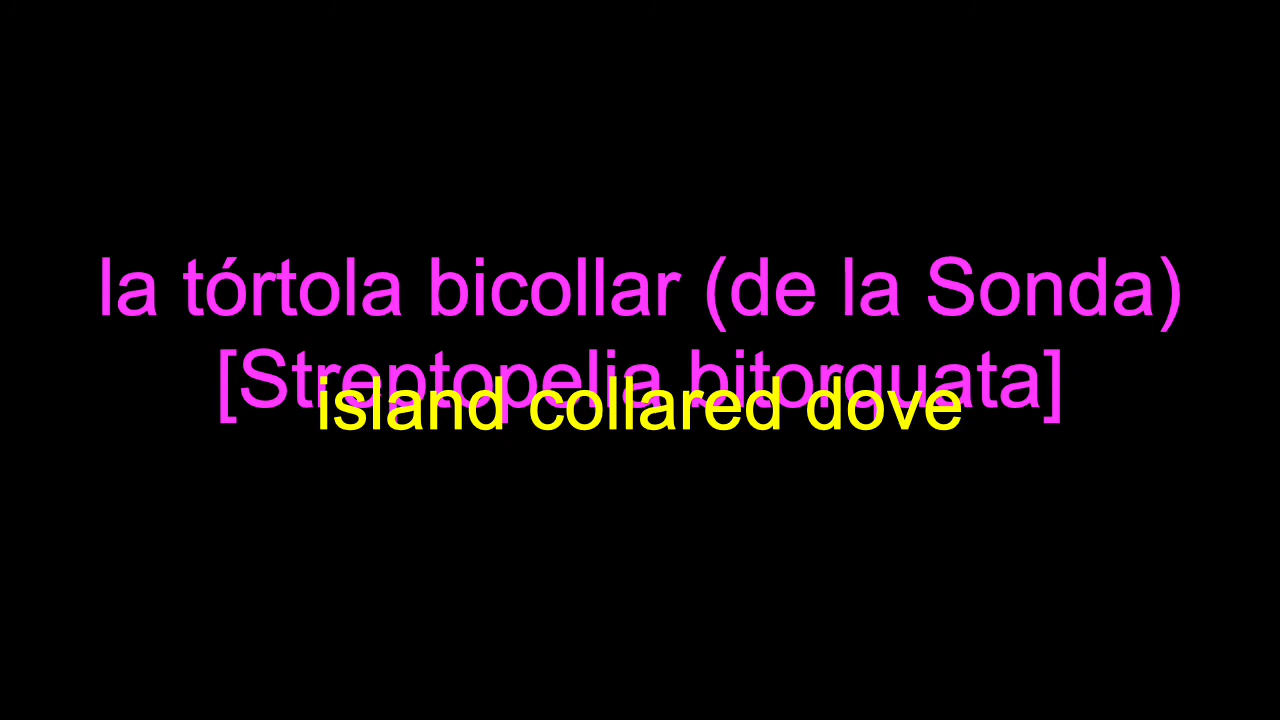 la tórtola bicollar (de la Sonda)
[Streptopelia bitorquata]
island collared dove